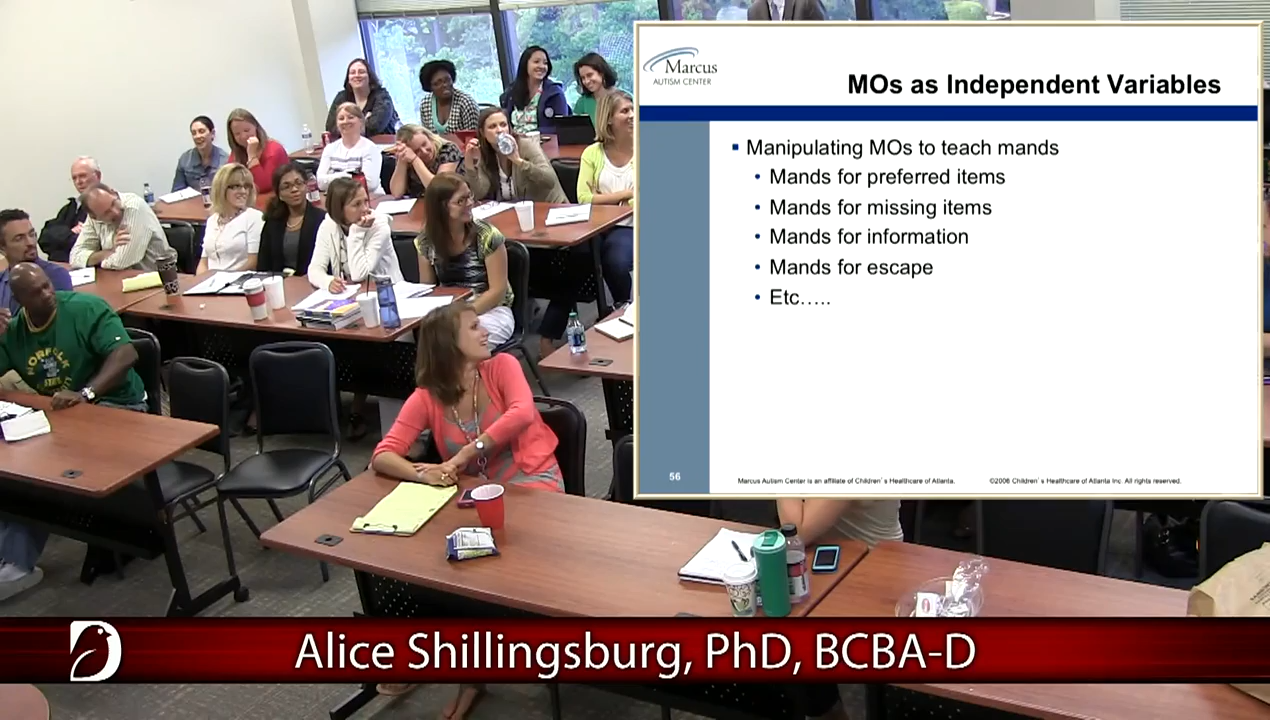 Marcus
AUTISM CENTER
MOs as Independent Variables
Manipulating MOs to teach mands
Mands for preferred items
Mands for missing items
Mands for information
Mands for escape
Etc…..
56
Marcus Autism Center is an affiliate of Children`s Healthcare of Atlanta.
©2008 Children`s Healthcare of Atlanta Inc. All rights reserved.
NORFOLK
Alice Shillingsburg, PhD, BCBA-D